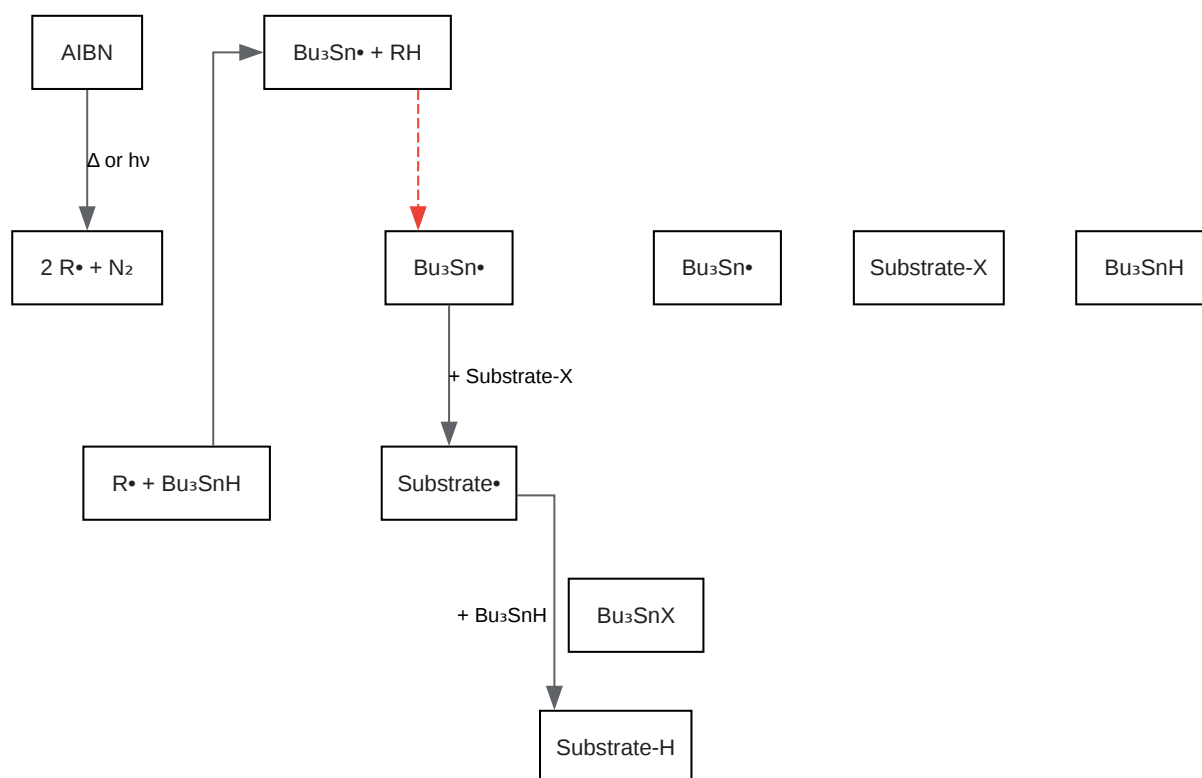 AIBN
Bu₃Sn• + RH
Δ or hν
2 R• + N₂
Bu₃Sn•
Bu₃Sn•
Substrate-X
Bu₃SnH
+ Substrate-X
R• + Bu₃SnH
Substrate•
+ Bu₃SnH
Bu₃SnX
Substrate-H